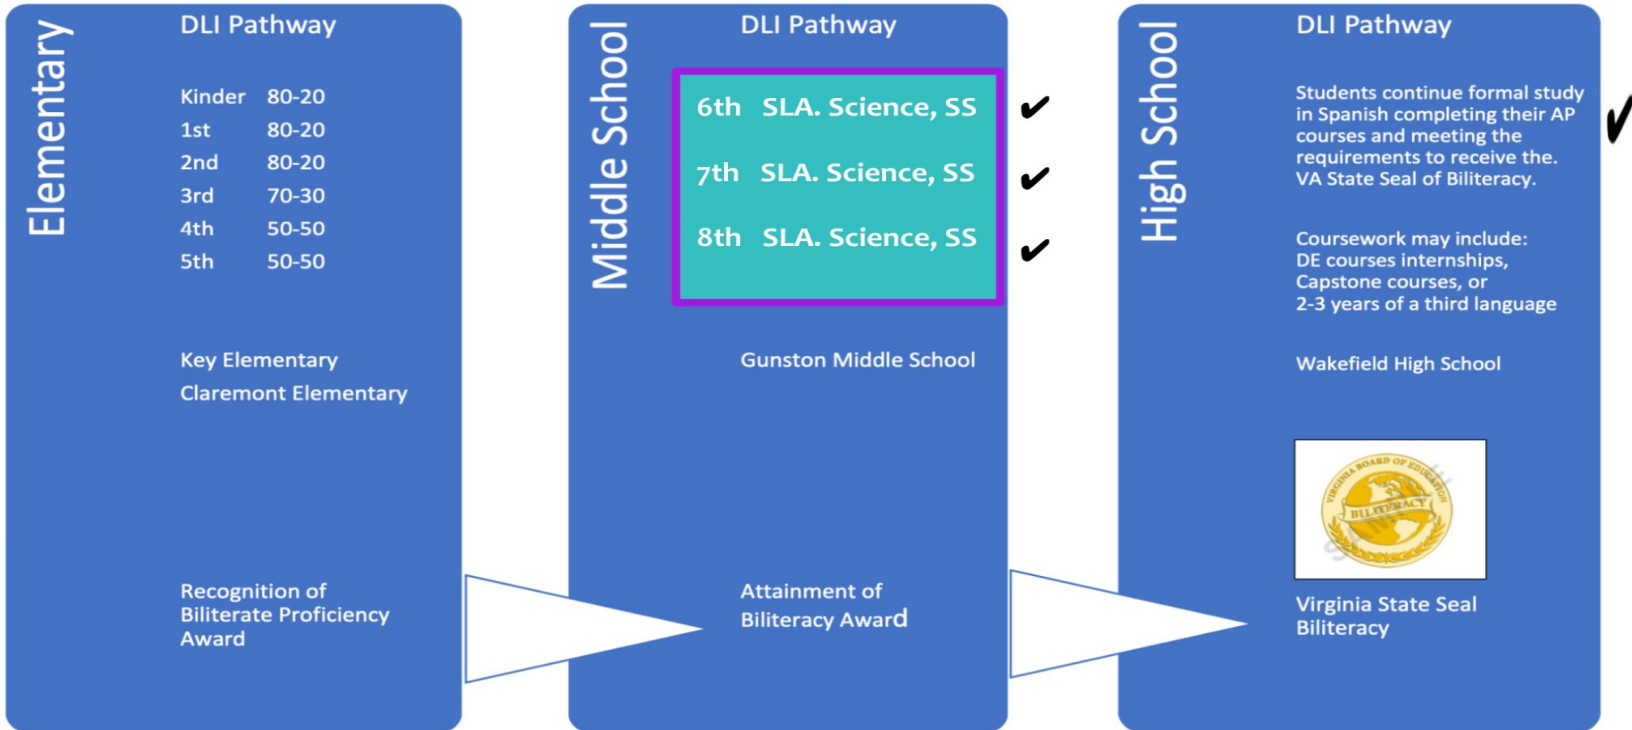 Elementary
DLI Pathway
Kinder 80-20
1st 80-20
2nd 80-20
3rd 70-30
4th 50-50
5th 50-50
Key Elementary
Claremont Elementary
Recognition of
Biliterate Proficiency
Award
Middle School
DLI Pathway
6th SLA. Science, SS ✔
7th SLA. Science, SS ✔
8th SLA. Science, SS ✔
Gunston Middle School
Attainment of
Biliteracy Award
High School
DLI Pathway
Students continue formal study
in Spanish completing their AP
courses and meeting the
requirements to receive the.
VA State Seal of Biliteracy.
Coursework may include:
DE courses internships,
Capstone courses, or
2-3 years of a third language
Wakefield High School
VIRGINIA BOARD OF EDUCATION
BILITERACY
Virginia State Seal
Biliteracy